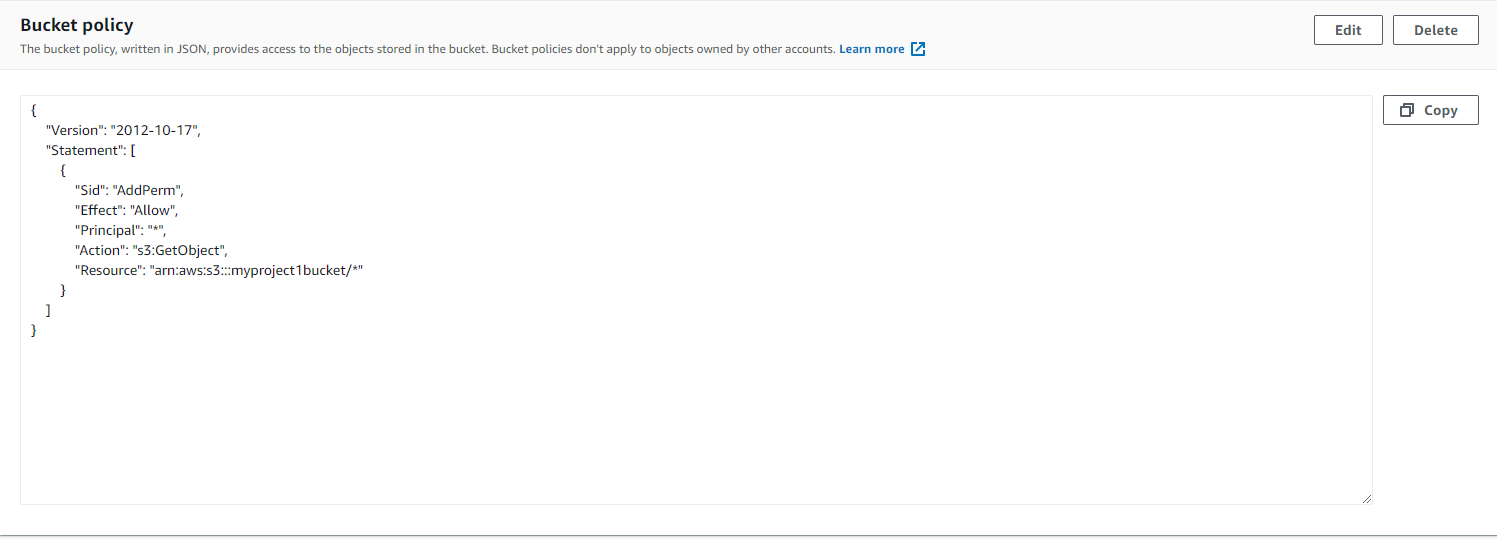 Bucket policy
Edit
Delete
The bucket policy, written in JSON, provides access to the objects stored in the bucket. Bucket policies don't apply to objects owned by other accounts. Learn more
Copy
{
"Version": "2012-10-17",
"Statement": [
{
"Sid": "AddPerm",
"Effect": "Allow",
"Principal": "*",
"Action": "s3:GetObject",
"Resource": "arn:aws:s3:::myproject1bucket/*"
}
]
}